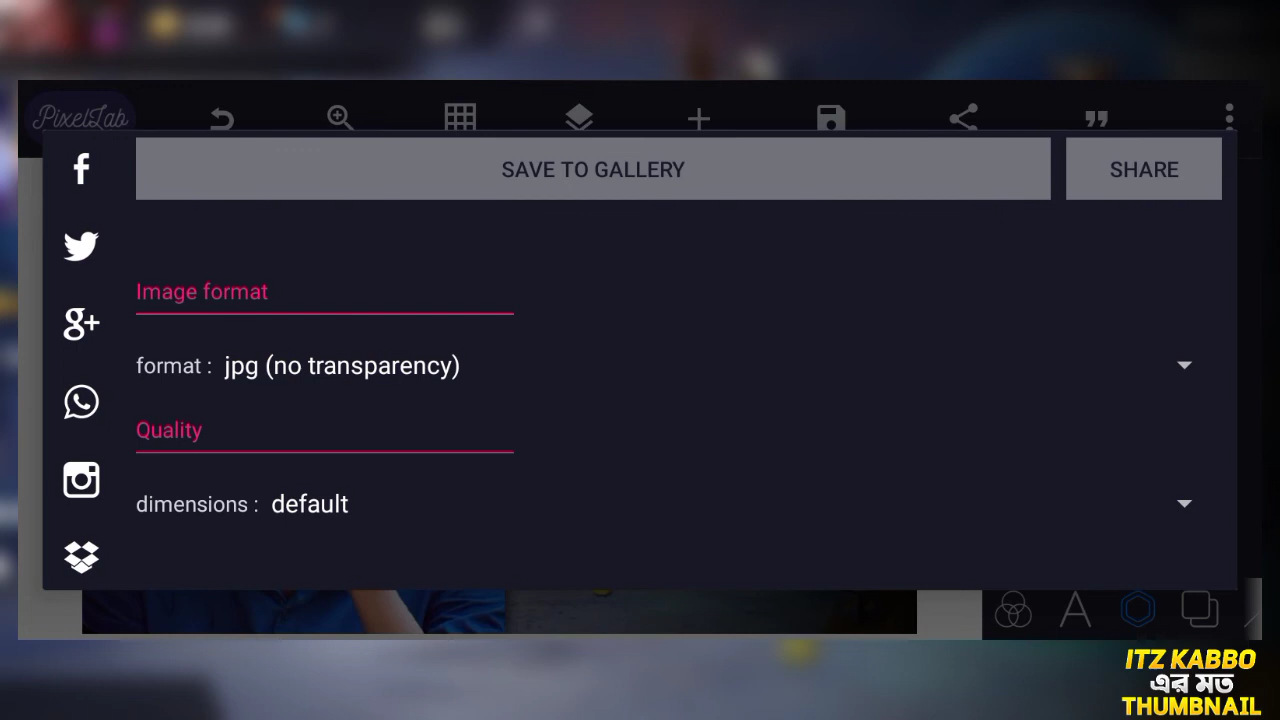 PixelLab
SAVE TO GALLERY
SHARE
Image format
format : jpg (no transparency)
Quality
dimensions : default
ITZ KABBO
এর মত
THUMBNAIL